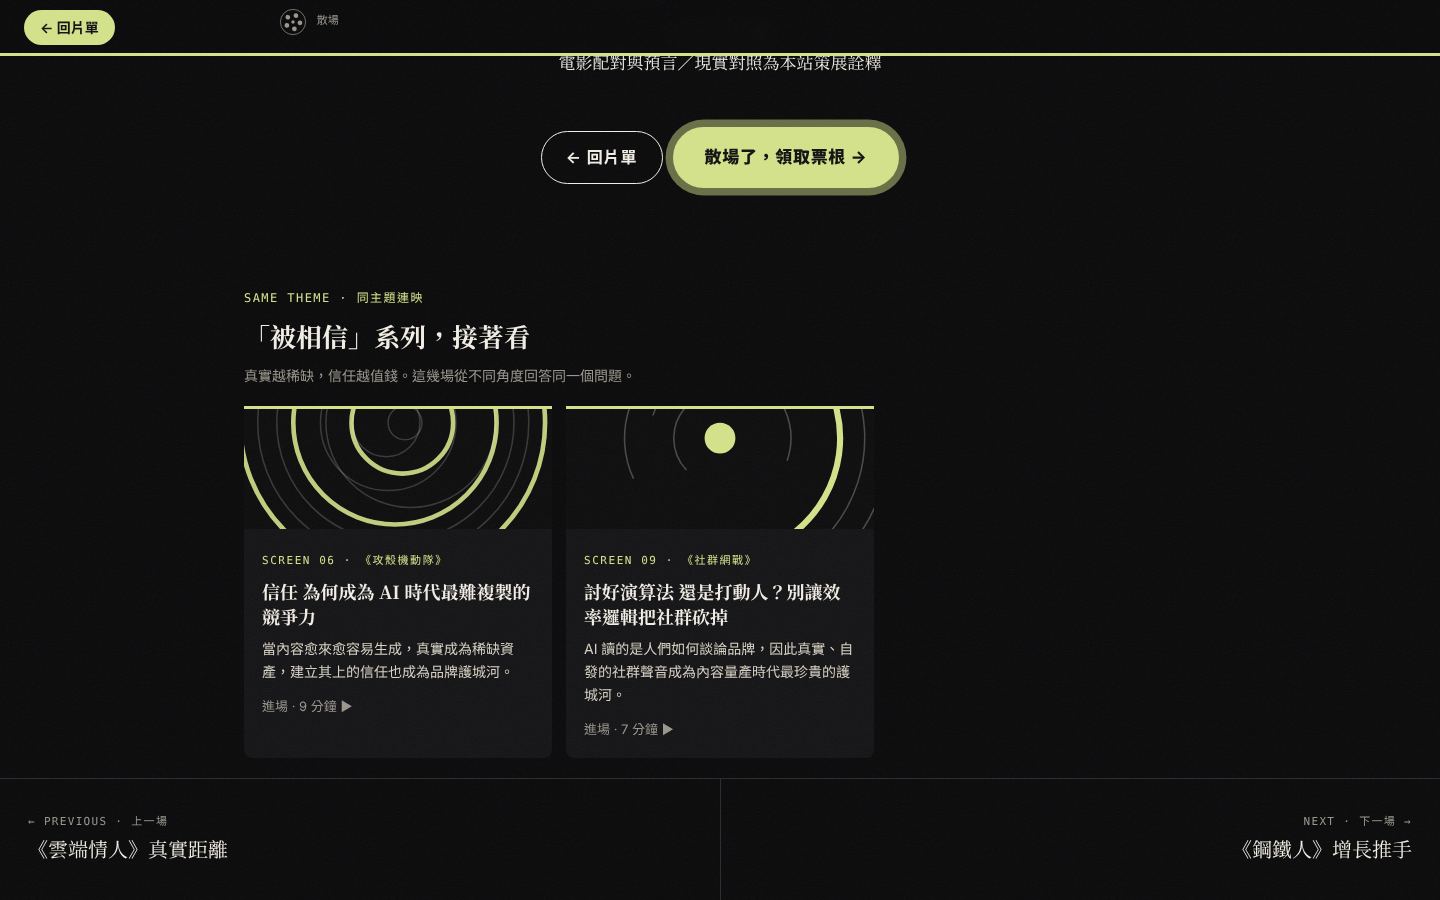 ← 回片單
散場
電影配對與預言／現實對照為本站策展詮釋
← 回片單
散場了，領取票根 →
SAME THEME · 同主題連映
「被相信」系列，接著看
真實越稀缺，信任越值錢。這幾場從不同角度回答同一個問題。
SCREEN 06 · 《攻殼機動隊》
信任 為何成為 AI 時代最難複製的
競爭力
當內容愈來愈容易生成，真實成為稀缺資
產，建立其上的信任也成為品牌護城河。
進場 · 9 分鐘 ▶
SCREEN 09 · 《社群網戰》
討好演算法 還是打動人？別讓效
率邏輯把社群砍掉
AI 讀的是人們如何談論品牌，因此真實、自
發的社群聲音成為內容量產時代最珍貴的護
城河。
進場 · 7 分鐘 ▶
← PREVIOUS · 上一場
《雲端情人》真實距離
NEXT · 下一場 →
《鋼鐵人》增長推手